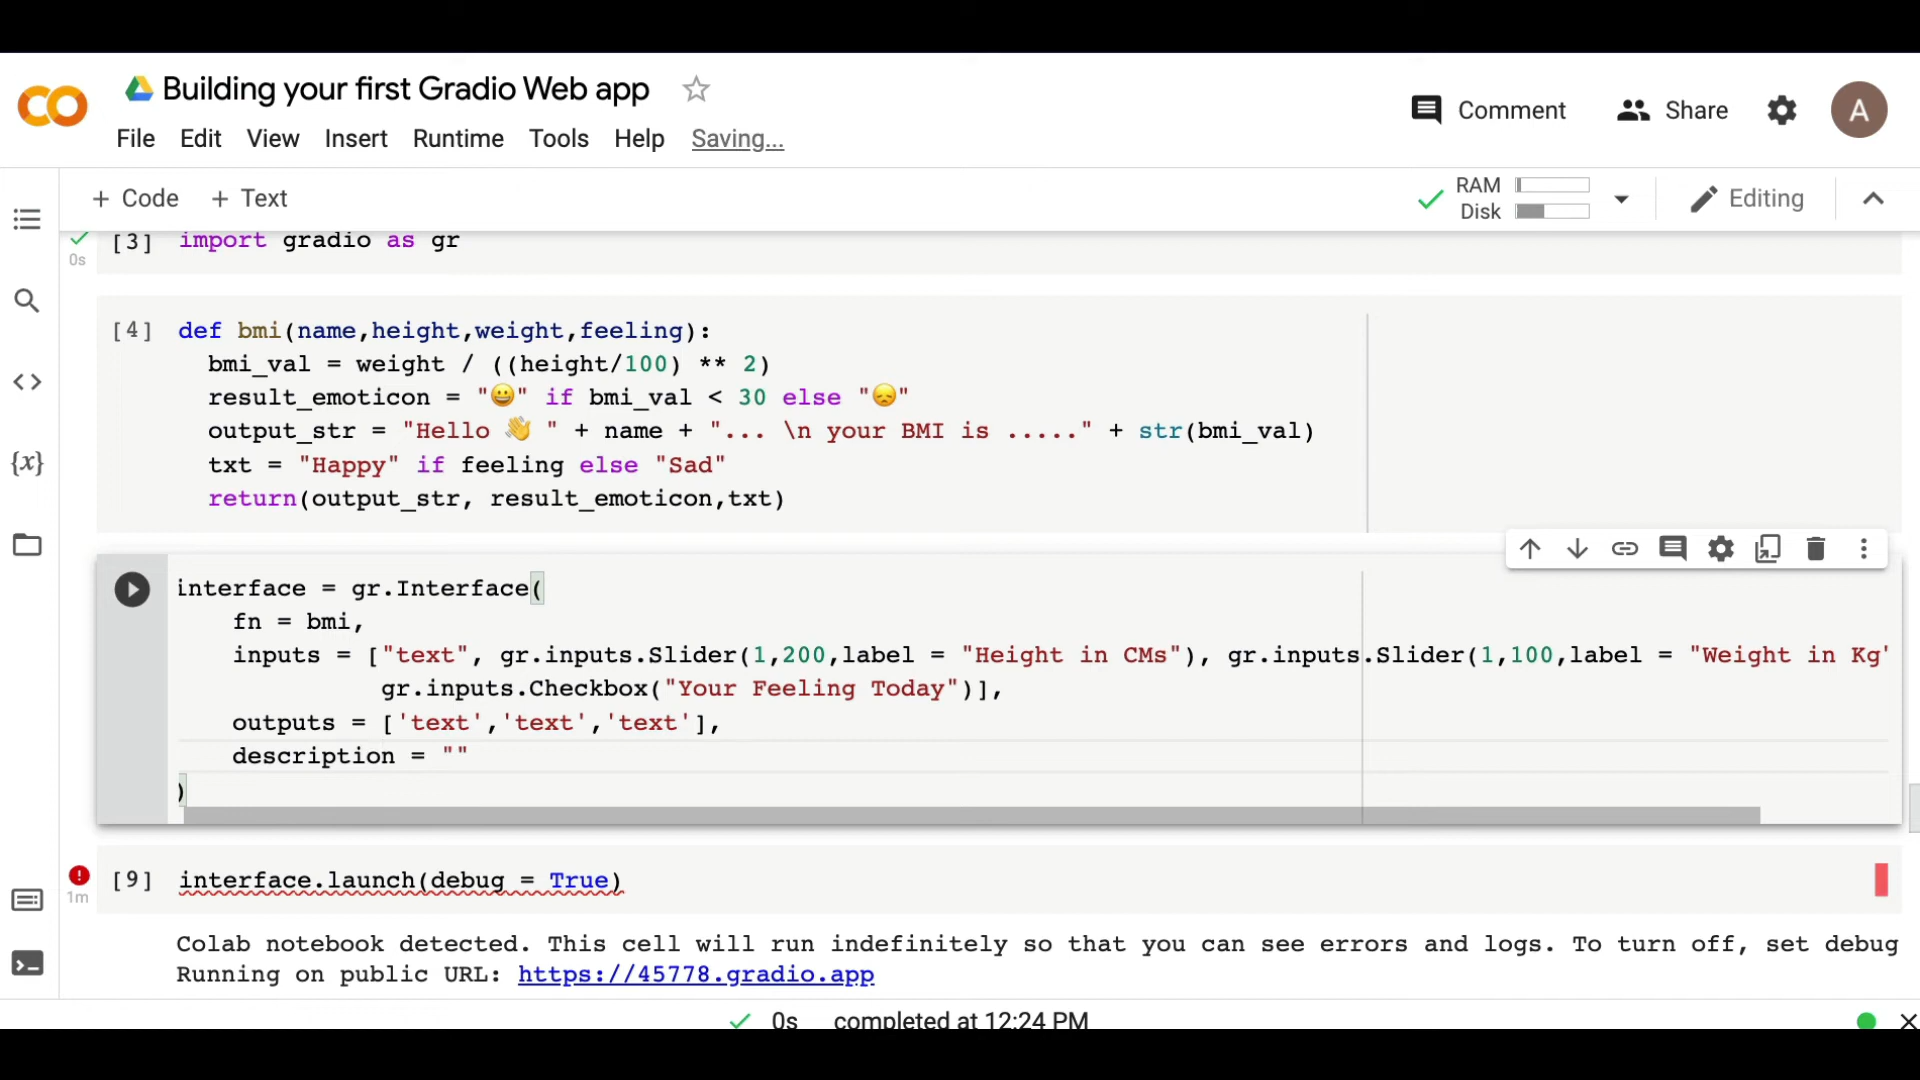 Building your first Gradio Web app
File Edit View Insert Runtime Tools Help Saving...
Comment Share A
+ Code + Text
RAM
Disk
Editing
[3] import gradio as gr
0s
[4] def bmi(name,height,weight,feeling):
bmi_val = weight / ((height/100) ** 2)
result_emoticon = "😀" if bmi_val < 30 else "😞"
output_str = "Hello 👋 " + name + "... \n your BMI is ....." + str(bmi_val)
txt = "Happy" if feeling else "Sad"
return(output_str, result_emoticon,txt)
interface = gr.Interface(
fn = bmi,
inputs = ["text", gr.inputs.Slider(1,200,label = "Height in CMs"), gr.inputs.Slider(1,100,label = "Weight in Kg"
gr.inputs.Checkbox("Your Feeling Today")],
outputs = ['text','text','text'],
description = ""
)
[9] interface.launch(debug = True)
1m
Colab notebook detected. This cell will run indefinitely so that you can see errors and logs. To turn off, set debug
Running on public URL: https://45778.gradio.app
0s completed at 12:24 PM